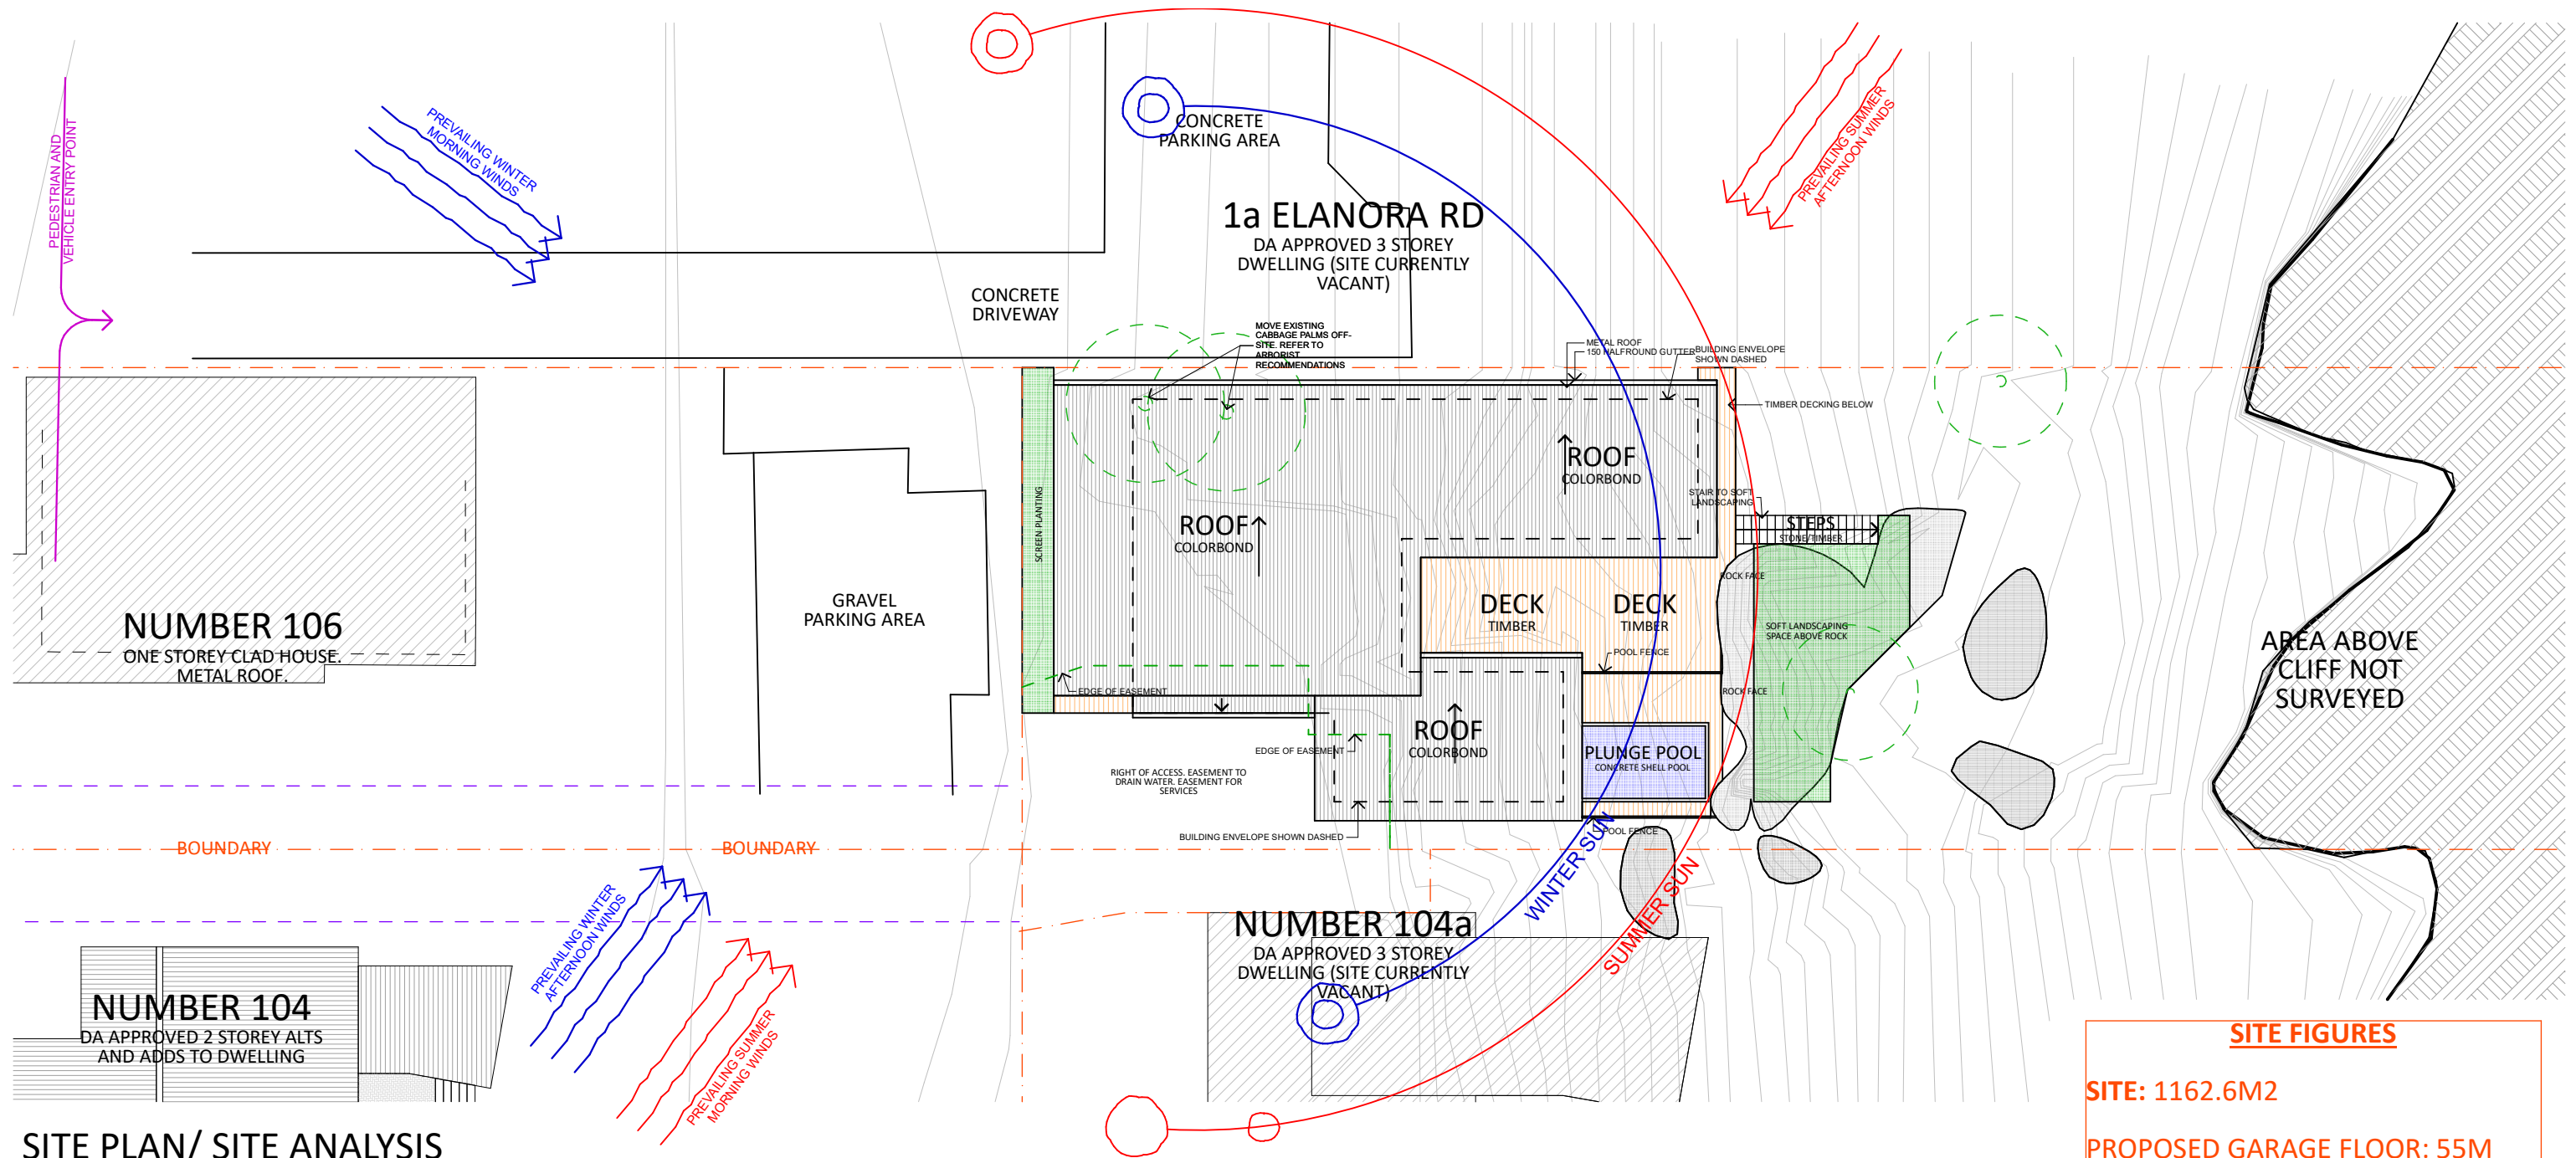 PEDESTRIAN AND
VEHICLE ENTRY POINT
PREVAILING WINTER
MORNING WINDS
CONCRETE
PARKING AREA
PREVAILING SUMMER
AFTERNOON WINDS
1a ELANORA RD
DA APPROVED 3 STOREY
DWELLING (SITE CURRENTLY
VACANT)
CONCRETE
DRIVEWAY
MOVE EXISTING
CABBAGE PALMS OFF-
SITE. REFER TO
ARBORIST
RECOMMENDATIONS
METAL ROOF
150 HALFROUND GUTTER
BUILDING ENVELOPE
SHOWN DASHED
TIMBER DECKING BELOW
ROOF
COLORBOND
STAIR TO SOFT
LANDSCAPING
STEPS
STONE/TIMBER
SCREEN PLANTING
ROOF
COLORBOND
ROCK FACE
GRAVEL
PARKING AREA
DECK
TIMBER
DECK
TIMBER
SOFT LANDSCAPING
SPACE ABOVE ROCK
NUMBER 106
ONE STOREY CLAD HOUSE.
METAL ROOF.
AREA ABOVE
CLIFF NOT
SURVEYED
POOL FENCE
EDGE OF EASEMENT
ROCK FACE
ROOF
COLORBOND
EDGE OF EASEMENT
PLUNGE POOL
CONCRETE SHELL POOL
RIGHT OF ACCESS. EASEMENT TO
DRAIN WATER. EASEMENT FOR
SERVICES
BUILDING ENVELOPE SHOWN DASHED
POOL FENCE
BOUNDARY
BOUNDARY
WINTER SUN
SUMMER SUN
PREVAILING WINTER
AFTERNOON WINDS
NUMBER 104a
DA APPROVED 3 STOREY
DWELLING (SITE CURRENTLY
VACANT)
NUMBER 104
DA APPROVED 2 STOREY ALTS
AND ADDS TO DWELLING
PREVAILING SUMMER
MORNING WINDS
SITE FIGURES
SITE: 1162.6M2
PROPOSED GARAGE FLOOR: 55M
SITE PLAN/ SITE ANALYSIS